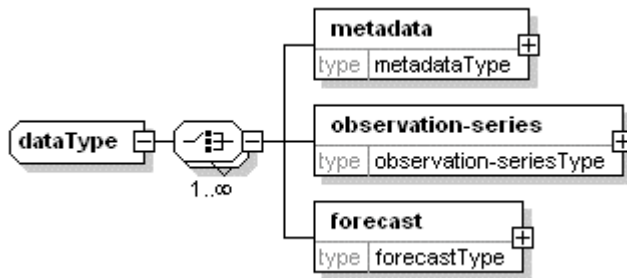 metadata
type metadataType
observation-series
dataType
type observation-seriesType
1..∞
forecast
type forecastType